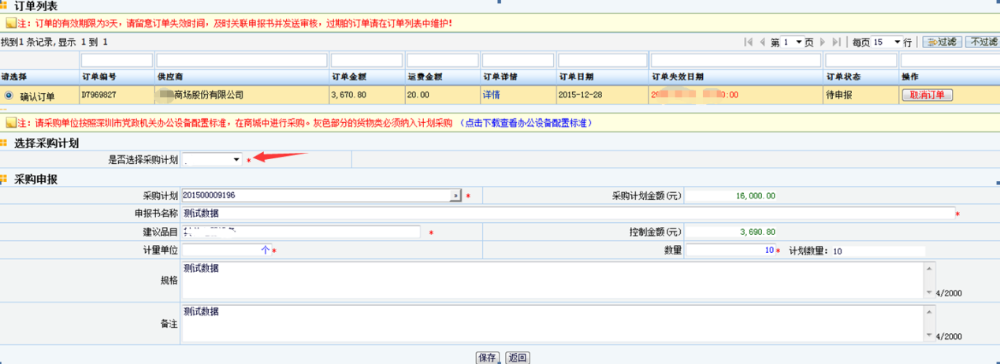 订单列表
注: 订单的有效期限为3天, 请留意订单失效时间, 及时关联申报书并发送审核, 过期的订单请在订单列表中维护!
找到1 条记录, 显示 1 到 1 第 1 页 每页 15 行 过滤 不过滤
请选择 订单编号 供应商 订单金额 运费金额 订单详情 订单日期 订单失效日期 订单状态 操作
确认订单 D7969827 商场股份有限公司 3,670.80 20.00 详情 2015-12-28 :00 待申报 取消订单
注: 请采购单位按照深圳市党政机关办公设备配置标准, 在商城中进行采购。灰色部分的货物类必须纳入计划采购 (点击下载查看办公设备配置标准)
选择采购计划
是否选择采购计划 *
采购申报
采购计划 201500009196 * 采购计划金额(元) 16,000.00
申报书名称 测试数据 *
建议品目 * 控制金额(元) 3,690.80
计量单位 个 * 数量 10 * 计划数量: 10
规格 测试数据 4/2000
备注 测试数据 4/2000
保存 返回